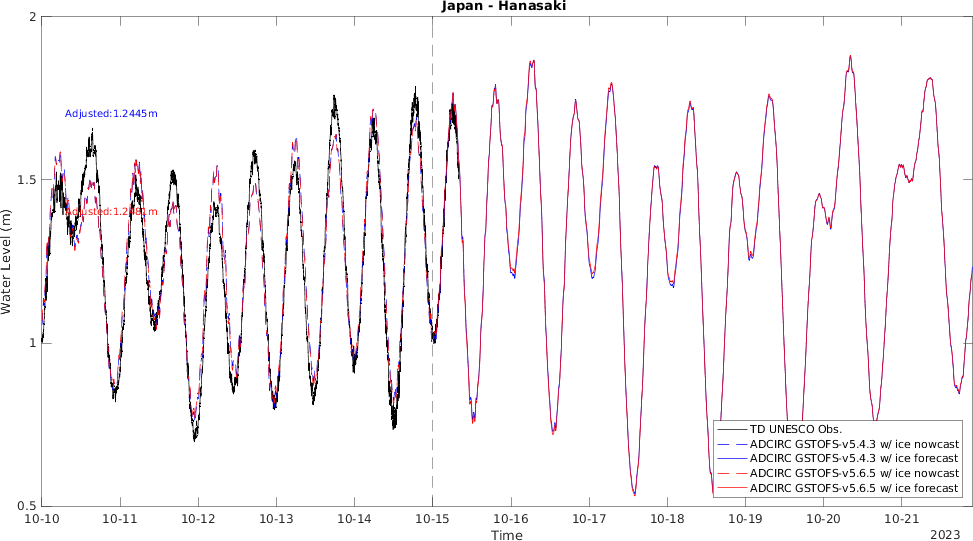 Japan - Hanasaki
2
1.5
1
0.5
Water Level (m)
Adjusted:1.2445m
TD UNESCO Obs.
ADCIRC GSTOFS-v5.4.3 w/ ice nowcast
ADCIRC GSTOFS-v5.4.3 w/ ice forecast
ADCIRC GSTOFS-v5.6.5 w/ ice nowcast
ADCIRC GSTOFS-v5.6.5 w/ ice forecast
10-10 10-11 10-12 10-13 10-14 10-15 10-16 10-17 10-18 10-19 10-20 10-21
Time
2023